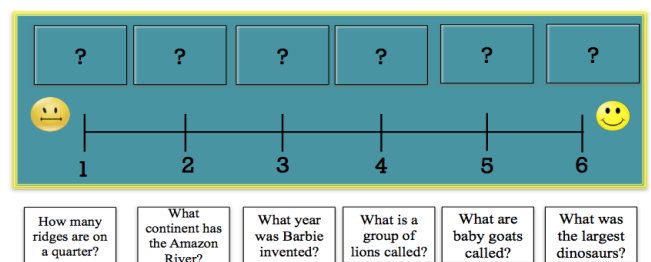 ? ? ? ? ? ?
1 2 3 4 5 6
How many
ridges are on
a quarter?
What
continent has
the Amazon
River?
What year
was Barbie
invented?
What is a
group of
lions called?
What are
baby goats
called?
What was
the largest
dinosaurs?